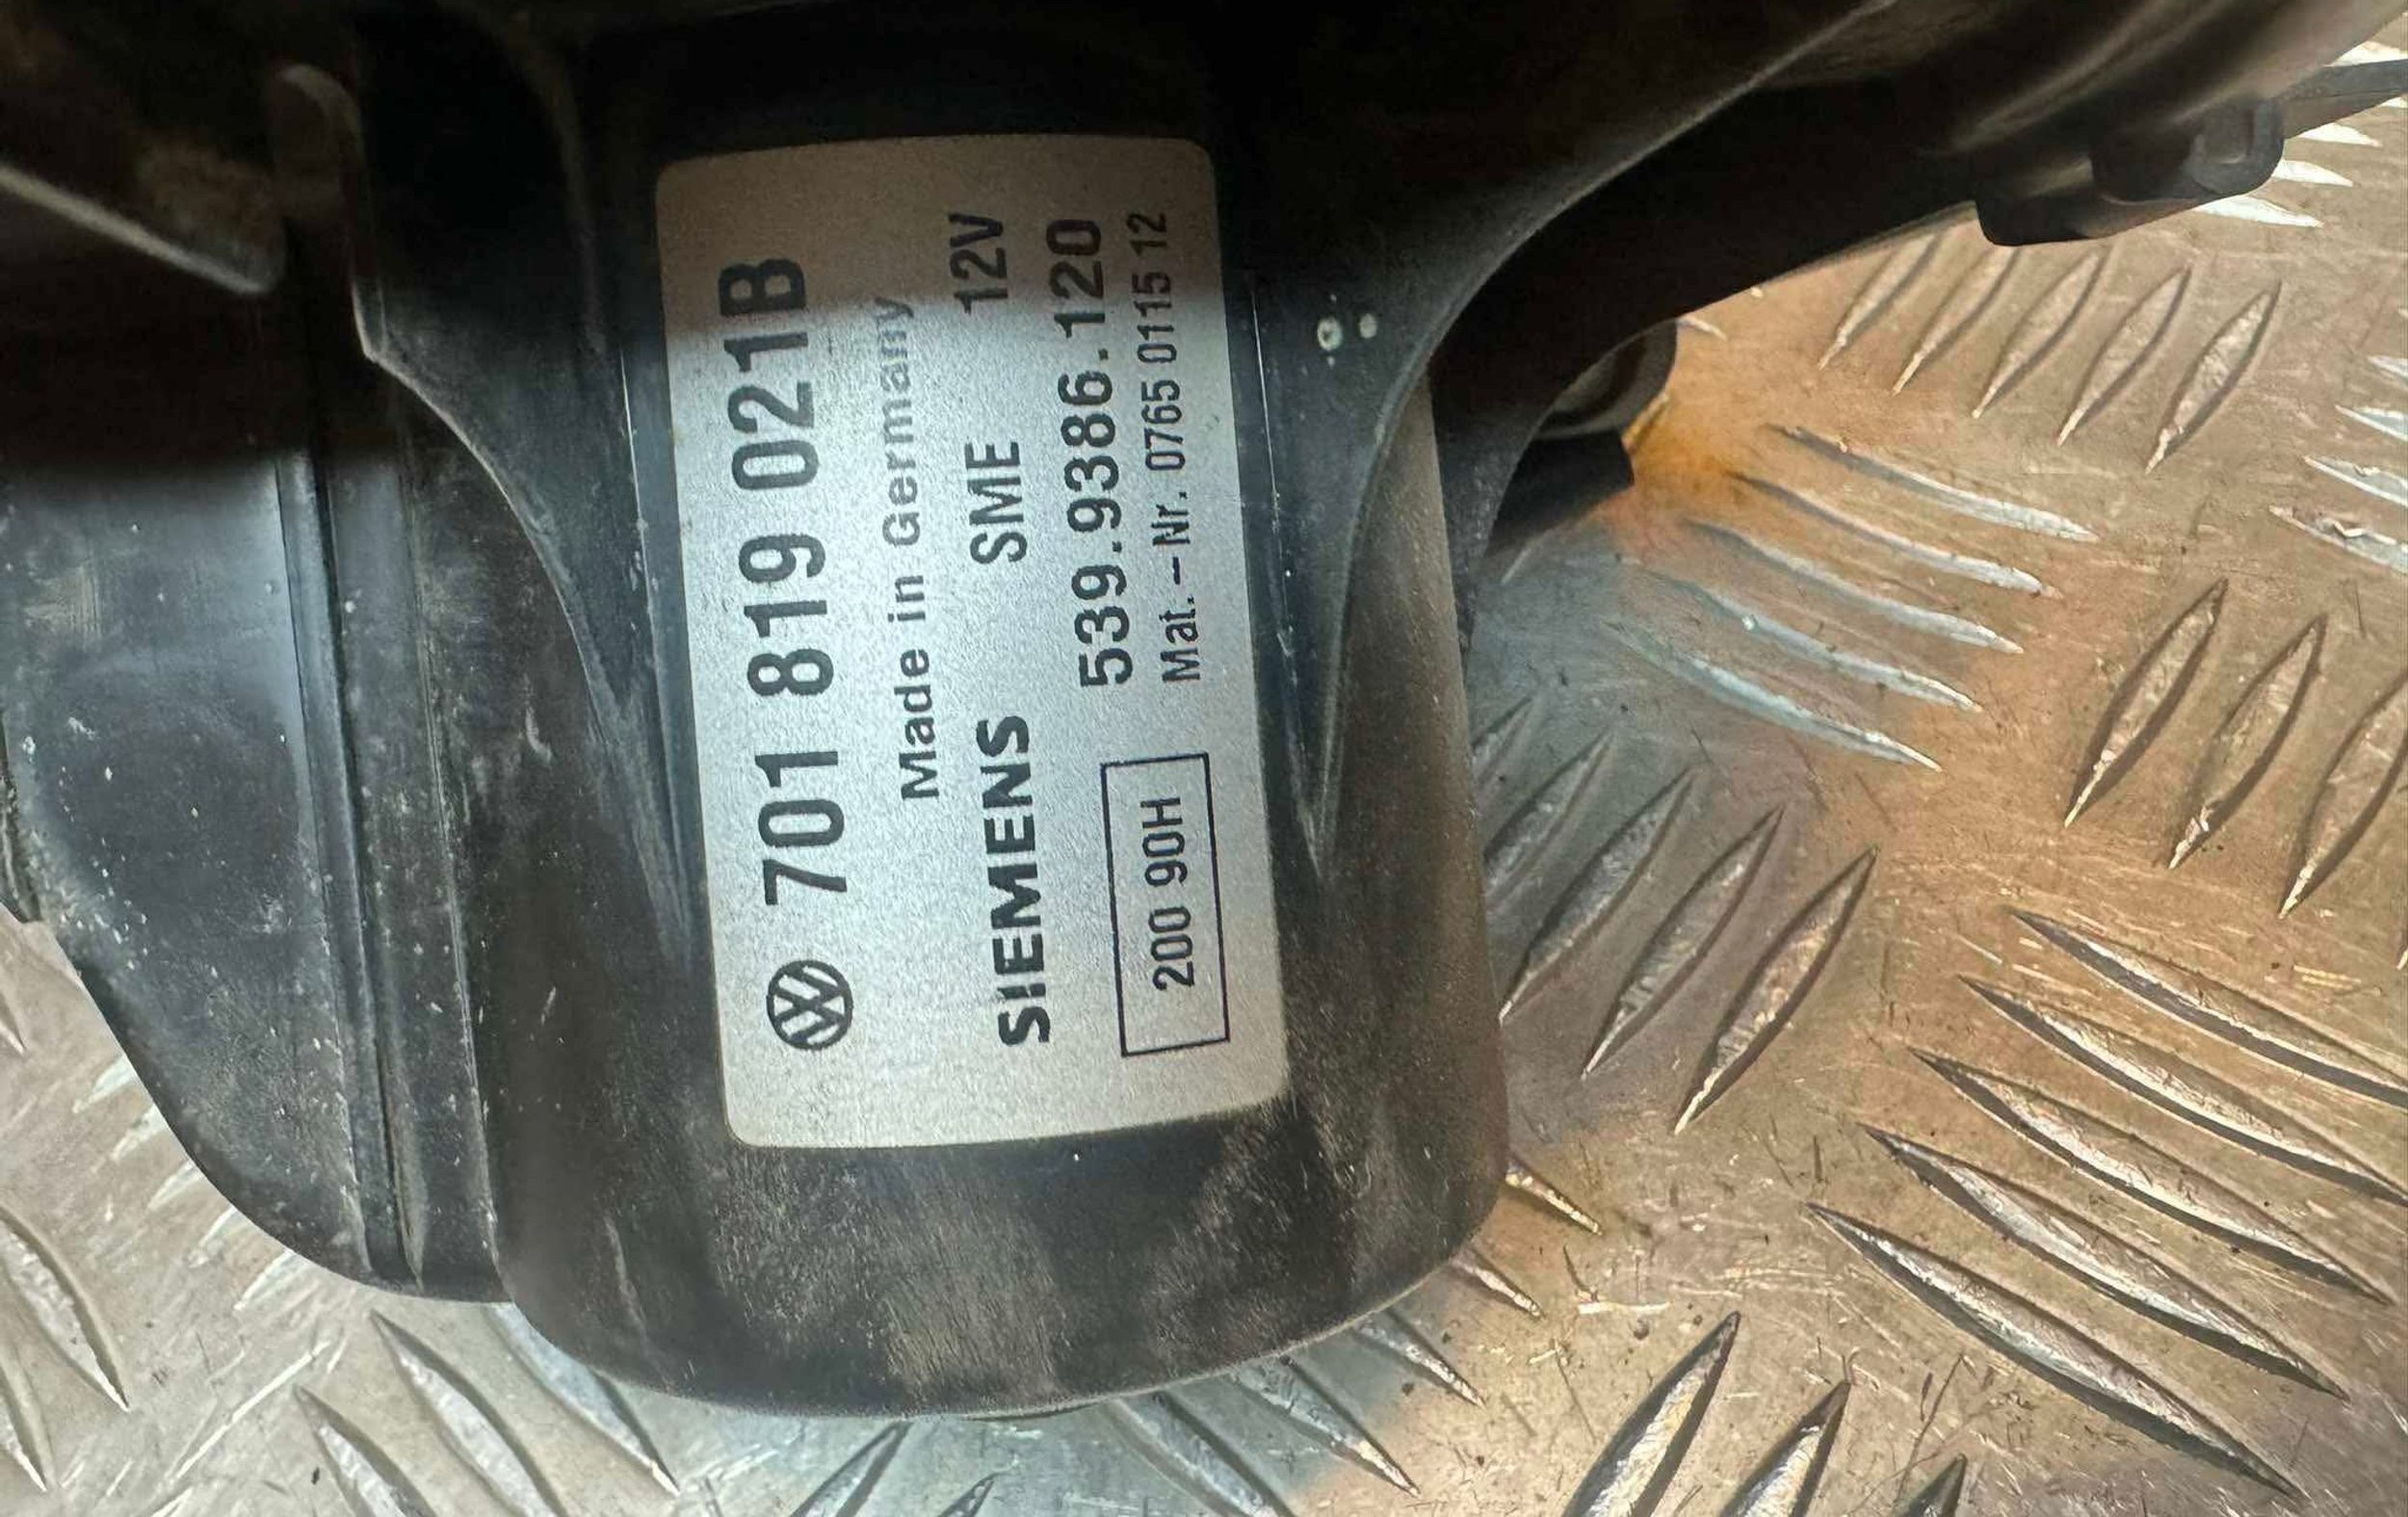 701 819 021B
Made in Germany
SIEMENS SME 12V
539.9386.120
200 90H Mat.-Nr. 0765 0115 12